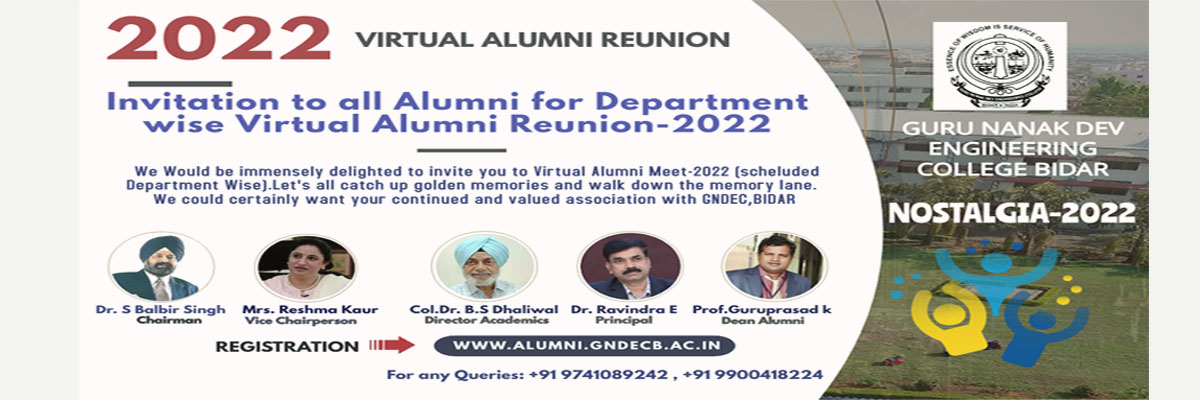 2022 VIRTUAL ALUMNI REUNION
Invitation to all Alumni for Department
wise Virtual Alumni Reunion-2022
We Would be immensely delighted to invite you to Virtual Alumni Meet-2022 (scheluded
Department Wise).Let's all catch up golden memories and walk down the memory lane.
We could certainly want your continued and valued association with GNDEC,BIDAR
Dr. S Balbir Singh
Chairman
Mrs. Reshma Kaur
Vice Chairperson
Col.Dr. B.S Dhaliwal
Director Academics
Dr. Ravindra E
Principal
Prof.Guruprasad k
Dean Alumni
REGISTRATION
WWW.ALUMNI.GNDECB.AC.IN
For any Queries: +91 9741089242 , +91 9900418224
ESSENCE OF WISDOM IS SERVICE OF HUMANITY
GURU NANAK DEV
ENGINEERING
COLLEGE BIDAR
NOSTALGIA-2022